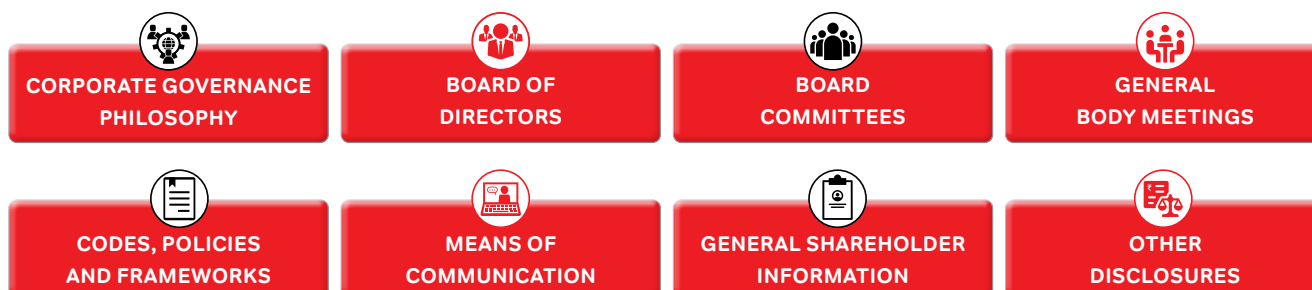 CORPORATE GOVERNANCE
PHILOSOPHY
BOARD OF
DIRECTORS
BOARD
COMMITTEES
GENERAL
BODY MEETINGS
CODES, POLICIES
AND FRAMEWORKS
MEANS OF
COMMUNICATION
GENERAL SHAREHOLDER
INFORMATION
OTHER
DISCLOSURES